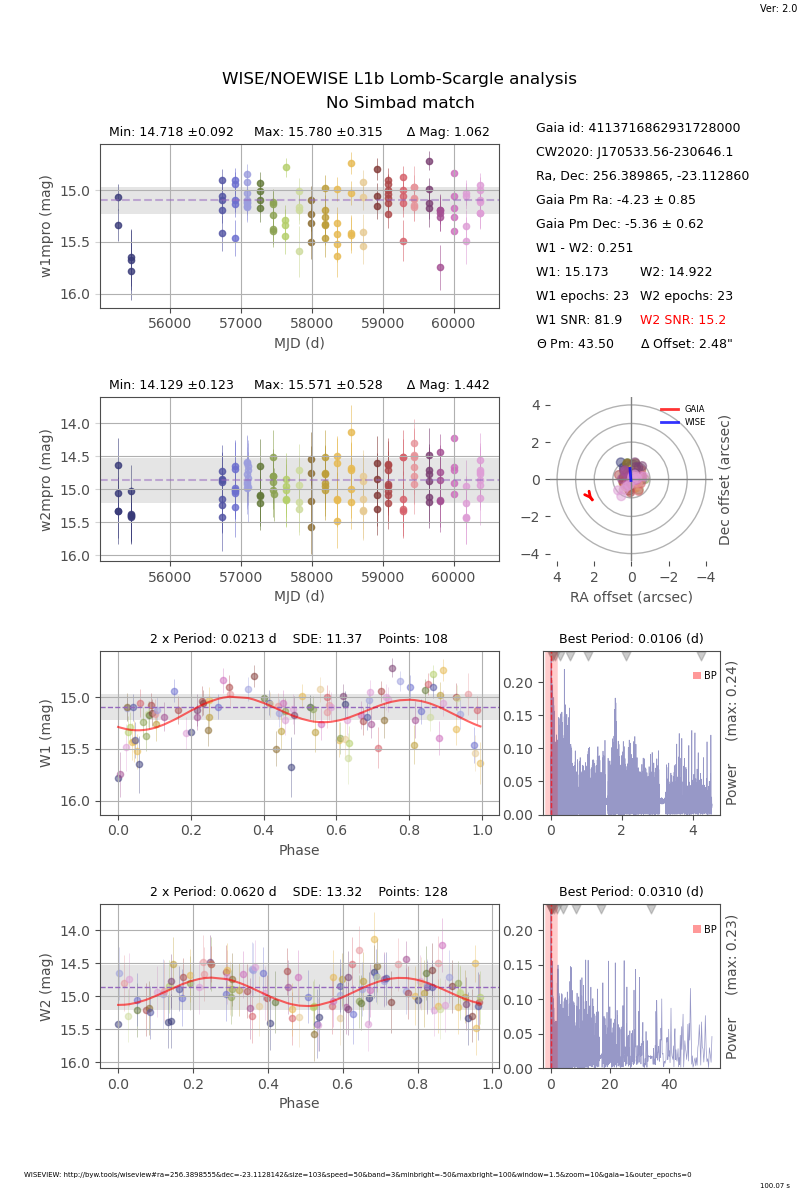 Ver: 2.0
WISE/NOEWISE L1b Lomb-Scargle analysis
No Simbad match
Min: 14.718 ±0.092 Max: 15.780 ±0.315 Δ Mag: 1.062
15.0
15.5
16.0
w1mpro (mag)
56000 57000 58000 59000 60000
MJD (d)
Gaia id: 4113716862931728000
CW2020: J170533.56-230646.1
Ra, Dec: 256.389865, -23.112860
Gaia Pm Ra: -4.23 ± 0.85
Gaia Pm Dec: -5.36 ± 0.62
W1 - W2: 0.251
W1: 15.173 W2: 14.922
W1 epochs: 23 W2 epochs: 23
W1 SNR: 81.9 W2 SNR: 15.2
Θ Pm: 43.50 Δ Offset: 2.48"
Min: 14.129 ±0.123 Max: 15.571 ±0.528 Δ Mag: 1.442
14.0
14.5
15.0
15.5
16.0
w2mpro (mag)
56000 57000 58000 59000 60000
MJD (d)
GAIA
WISE
4
2
0
−2
−4
4 2 0 −2 −4
RA offset (arcsec)
Dec offset (arcsec)
2 x Period: 0.0213 d SDE: 11.37 Points: 108
15.0
15.5
16.0
W1 (mag)
0.0 0.2 0.4 0.6 0.8 1.0
Phase
Best Period: 0.0106 (d)
BP
0.20
0.15
0.10
0.05
0.00
0 2 4
Power (max: 0.24)
2 x Period: 0.0620 d SDE: 13.32 Points: 128
14.0
14.5
15.0
15.5
16.0
W2 (mag)
0.0 0.2 0.4 0.6 0.8 1.0
Phase
Best Period: 0.0310 (d)
BP
0.20
0.15
0.10
0.05
0.00
0 20 40
Power (max: 0.23)
WISEVIEW: http://byw.tools/wiseview#ra=256.3898555&dec=-23.1128142&size=103&speed=50&band=3&minbright=-50&maxbright=100&window=1.5&zoom=10&gaia=1&outer_epochs=0
100.07 s